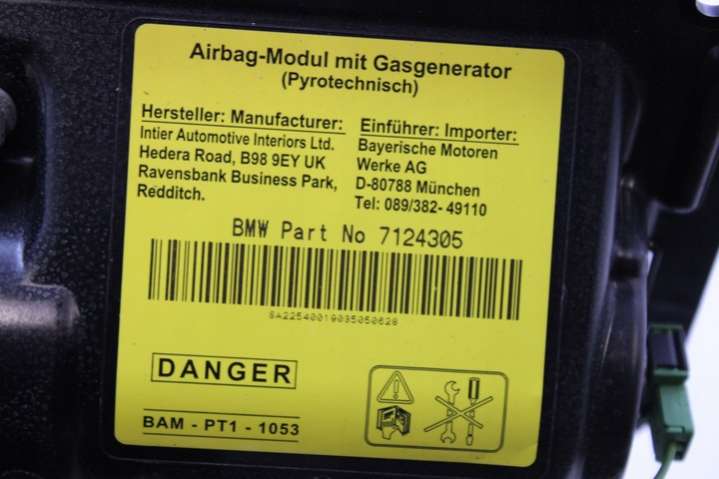 Airbag-Modul mit Gasgenerator
(Pyrotechnisch)
Hersteller: Manufacturer:
Intier Automotive Interiors Ltd.
Hedera Road, B98 9EY UK
Ravensbank Business Park,
Redditch.
Einführer: Importer:
Bayerische Motoren
Werke AG
D-80788 München
Tel: 089/382- 49110
BMW Part No 7124305
SA22540019035050628
DANGER
BAM - PT1 - 1053